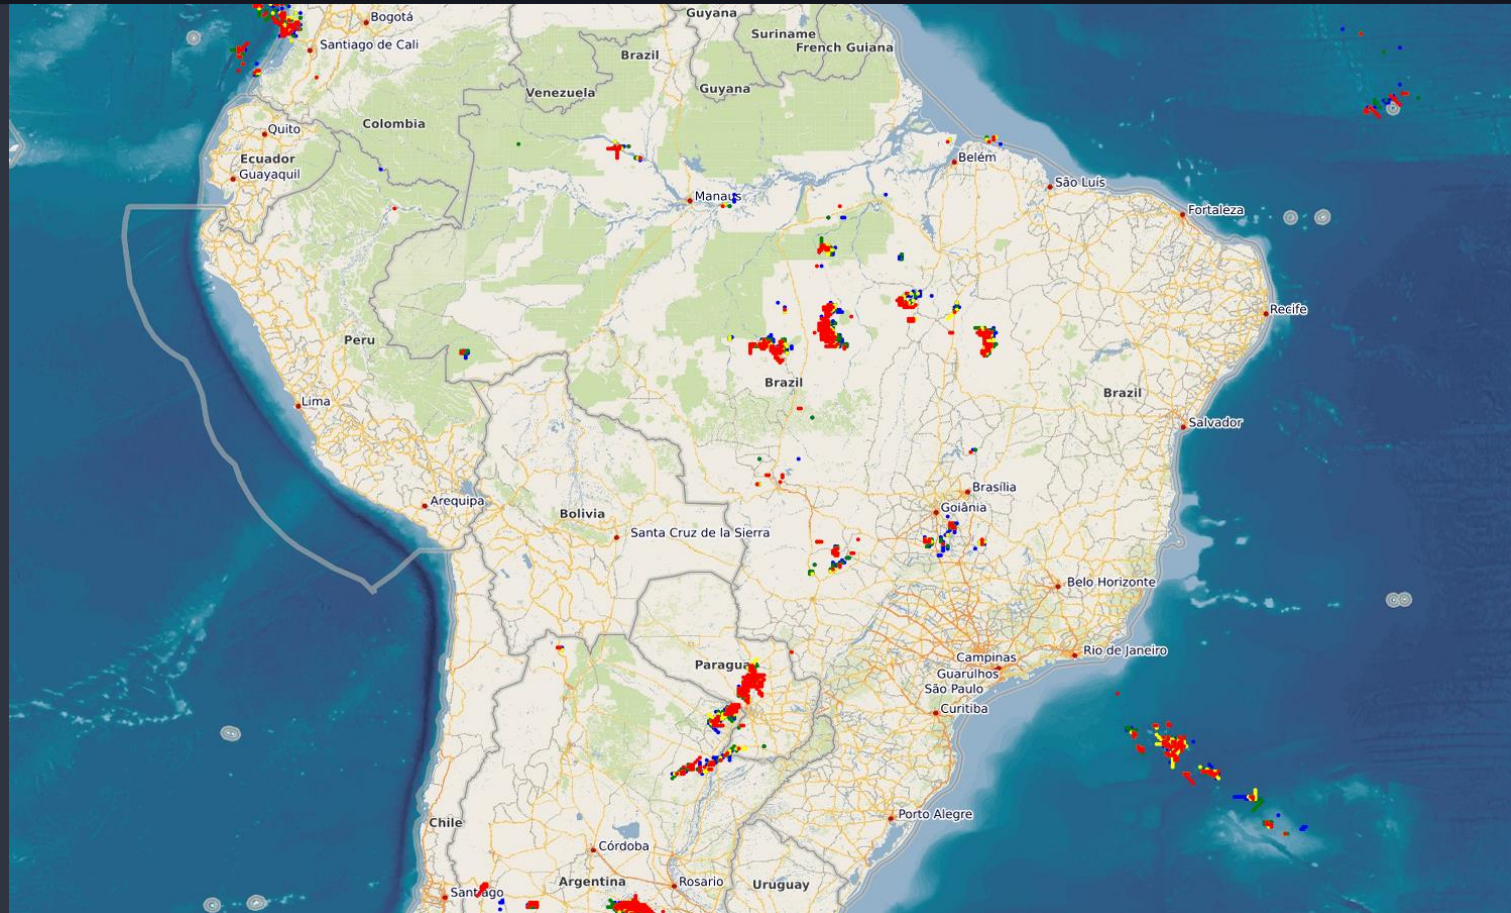 Guyana
Bogotá
Suriname
Santiago de Cali
French Guiana
Brazil
Guyana
Venezuela
Colombia
Quito
Ecuador
Belém
Guayaquil
São Luís
Manaus
Fortaleza
Recife
Peru
Brazil
Brazil
Lima
Salvador
Brasília
Arequipa
Goiânia
Bolivia
Santa Cruz de la Sierra
Belo Horizonte
Rio de Janeiro
Campinas
Paragua
Guarulhos
São Paulo
Curitiba
Porto Alegre
Chile
Córdoba
Argentina
Rosario
Uruguay
Santiago